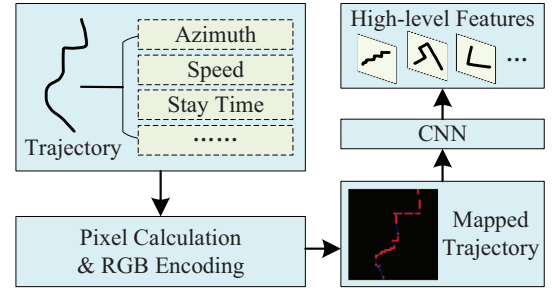 Azimuth
Speed
Stay Time
......
Trajectory
Pixel Calculation
& RGB Encoding
Mapped
Trajectory
CNN
High-level Features
...